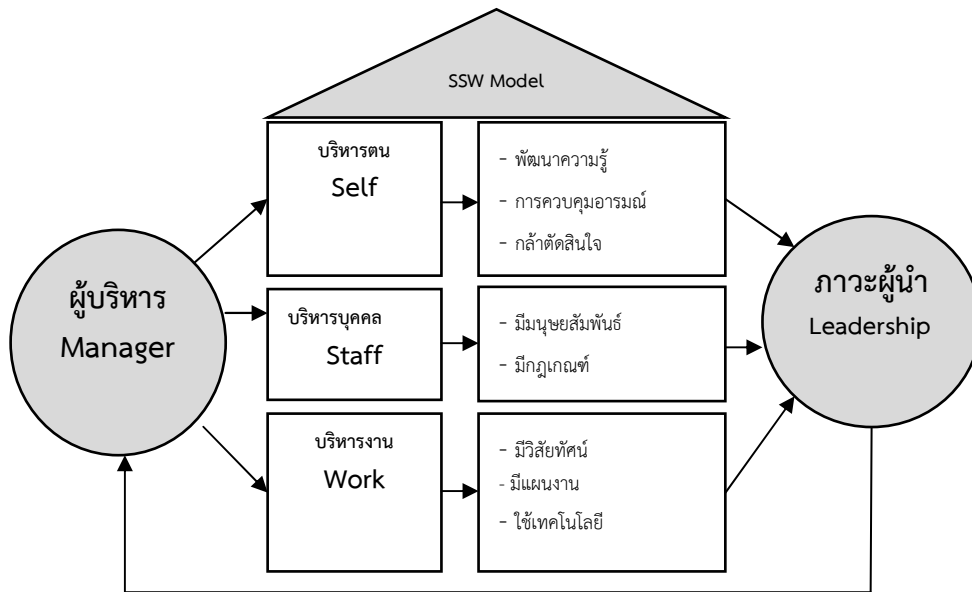 SSW Model
บริหารตน
Self
- พัฒนาความรู้
- การควบคุมอารมณ์
- กล้าตัดสินใจ
ผู้บริหาร
Manager
บริหารบุคคล
Staff
- มีมนุษยสัมพันธ์
- มีกฎเกณฑ์
ภาวะผู้นำ
Leadership
บริหารงาน
Work
- มีวิสัยทัศน์
- มีแผนงาน
- ใช้เทคโนโลยี